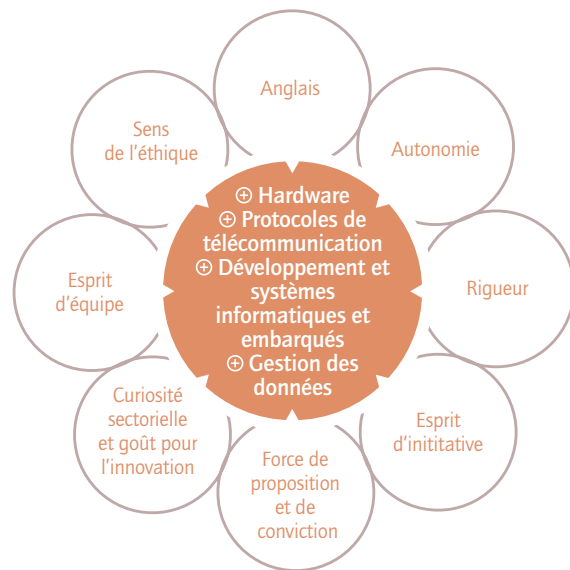 Anglais
Autonomie
Rigueur
Esprit
d'inititative
Force de
proposition
et de
conviction
Curiosité
sectorielle
et goût pour
l'innovation
Esprit
d'équipe
Sens
de l'éthique
⊕ Hardware
⊕ Protocoles de
télécommunication
⊕ Développement et
systèmes
informatiques et
embarqués
⊕ Gestion des
données